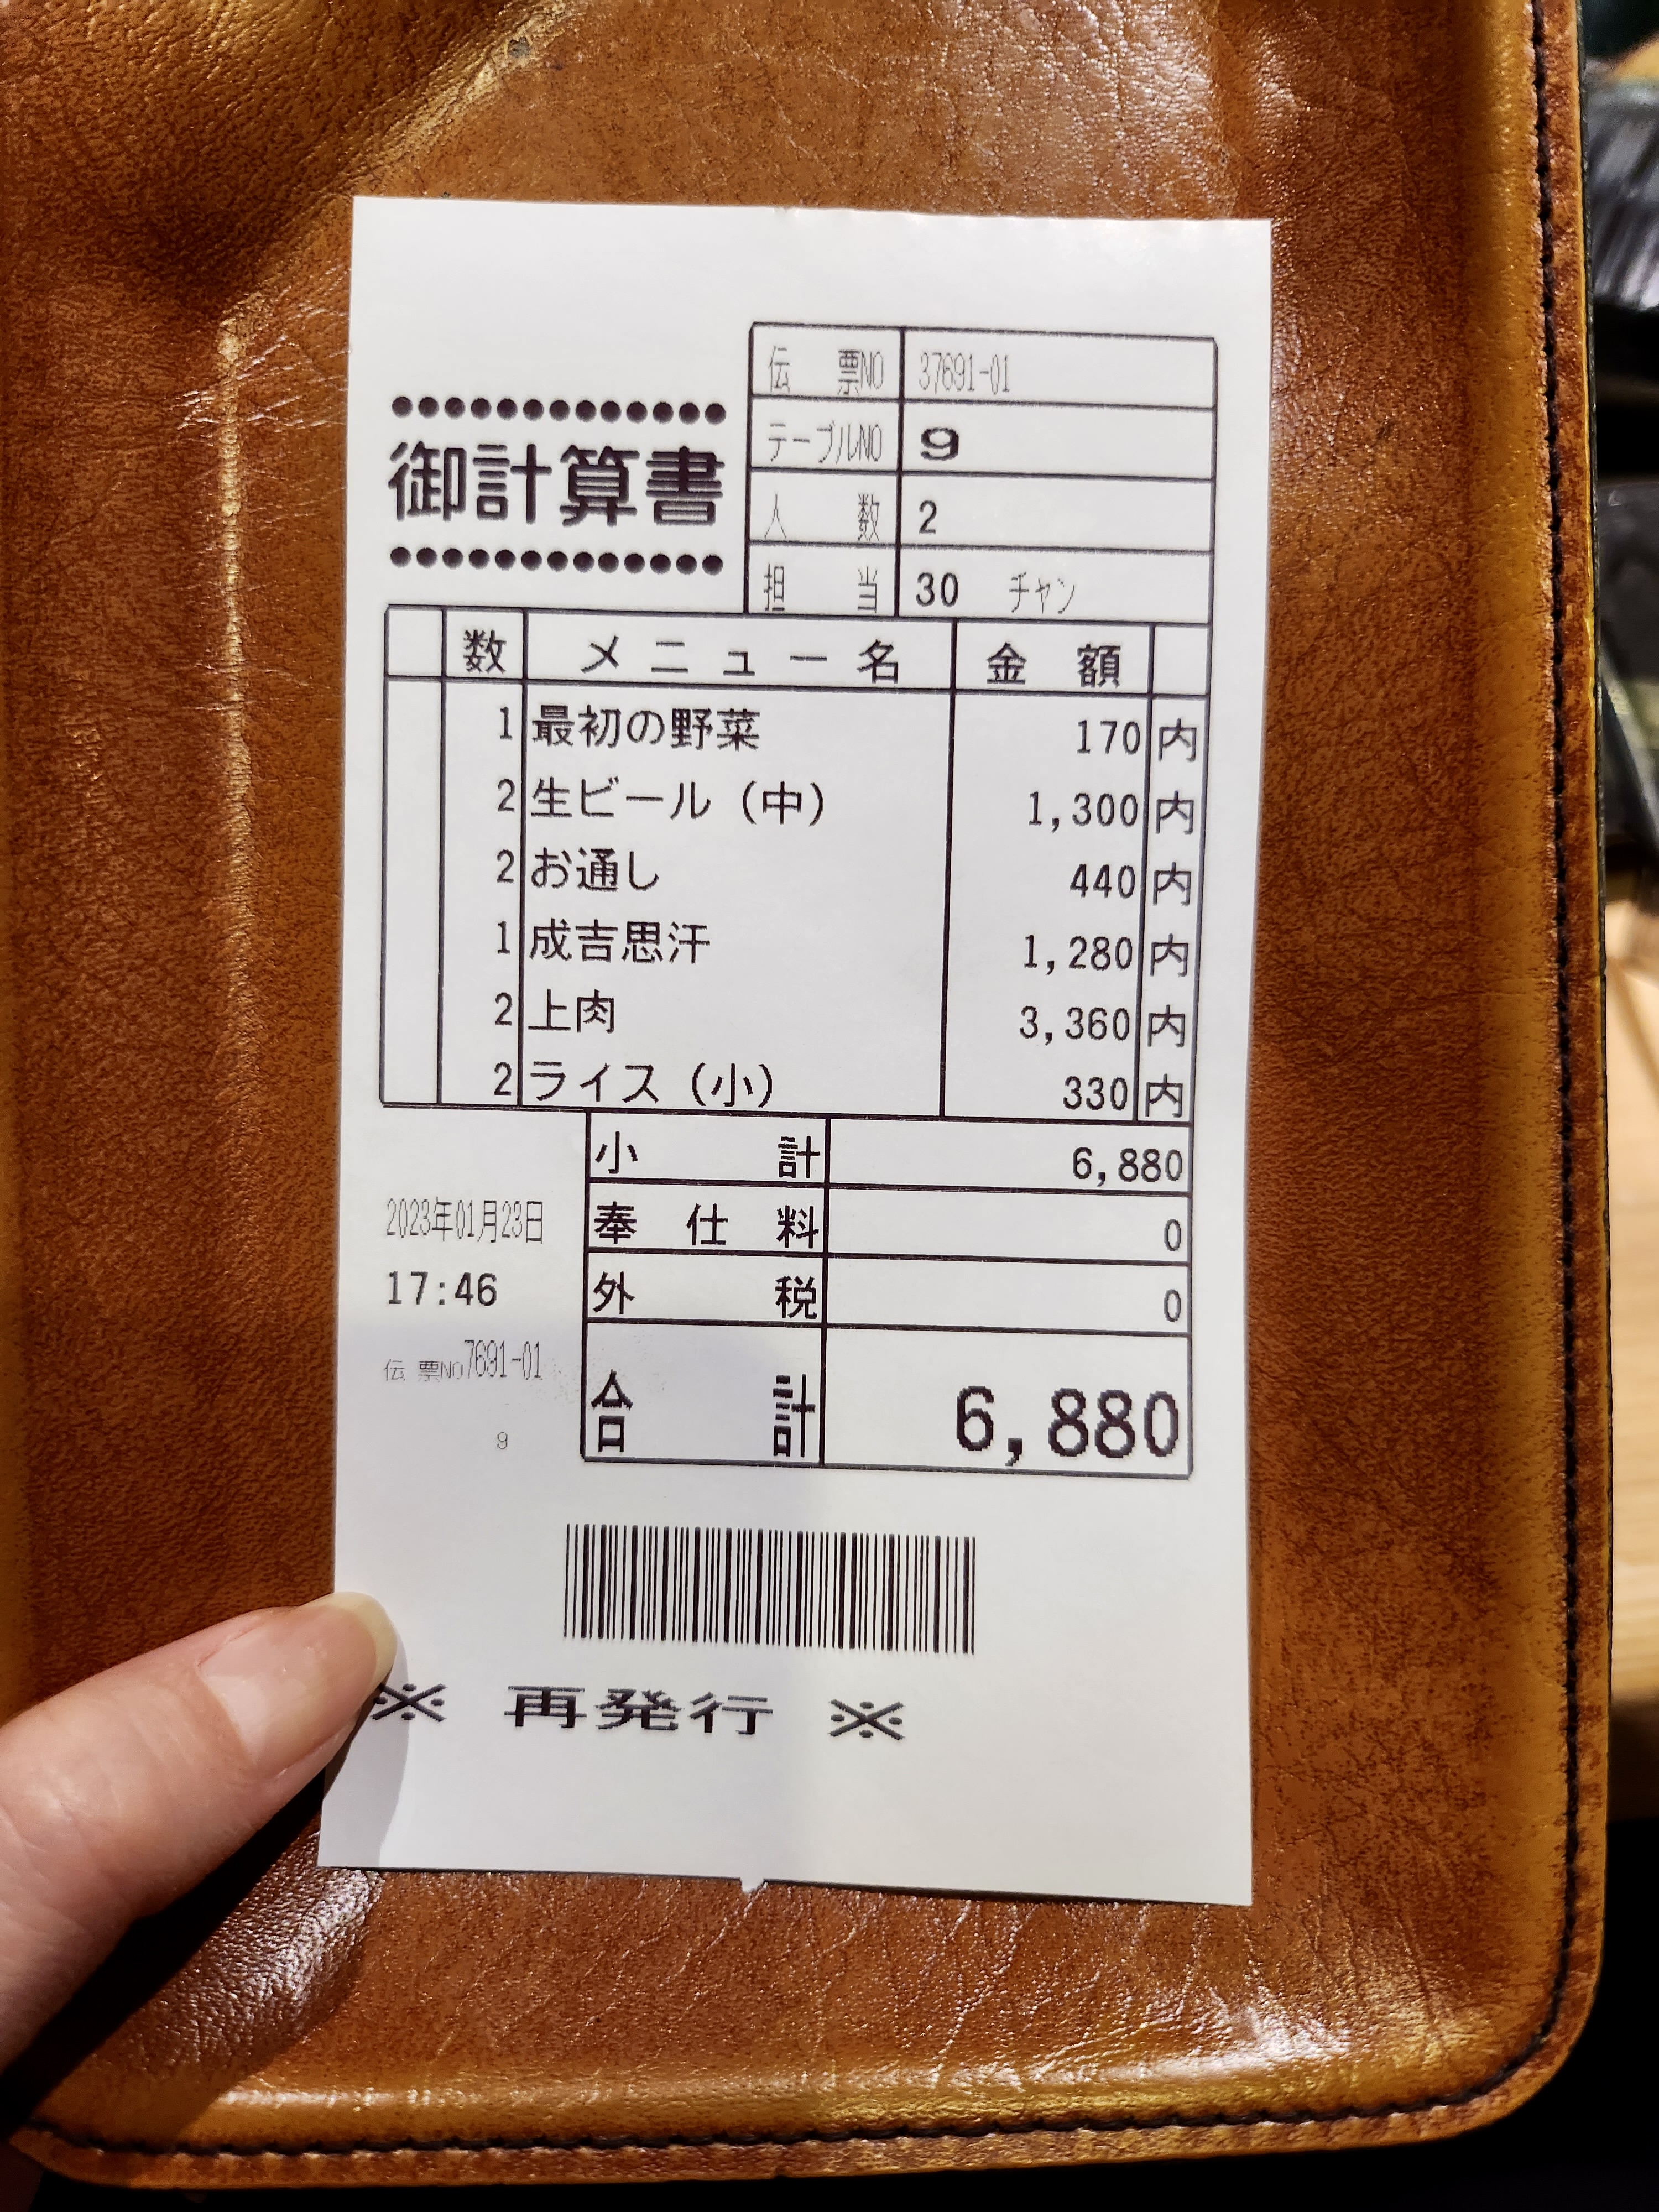 伝票NO 37691-01
テーブルNO 9
人数 2
担当 30 チャン
御計算書
数 メニュー名 金額
1 最初の野菜 170 内
2 生ビール（中） 1,300 内
2 お通し 440 内
1 成吉思汗 1,280 内
2 上肉 3,360 内
2 ライス（小） 330 内
小計 6,880
奉仕料 0
外税 0
合計 6,880
2023年01月23日
17:46
伝票NO7691-01
9
※ 再発行 ※